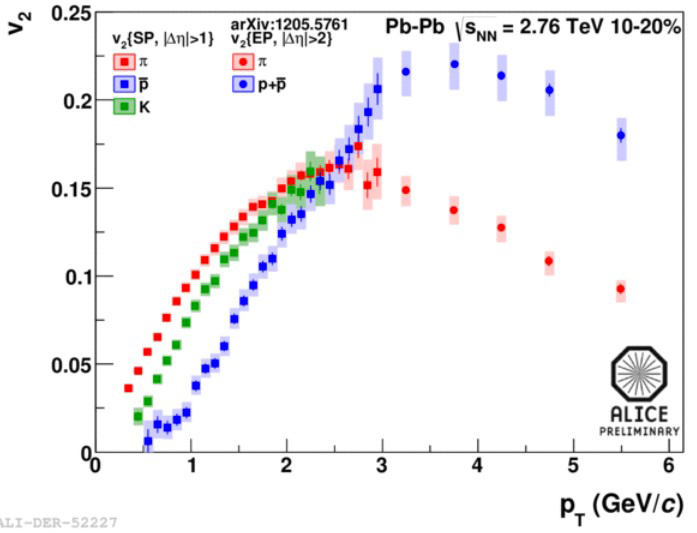 v2
0.25
0.2
0.15
0.1
0.05
0
arXiv:1205.5761
v2{SP, |Δη|>1} v2{EP, |Δη|>2}
π π
p̅ p+p̅
K
Pb-Pb √sNN = 2.76 TeV 10-20%
ALICE
PRELIMINARY
0 1 2 3 4 5 6
pT (GeV/c)
ALI-DER-52227